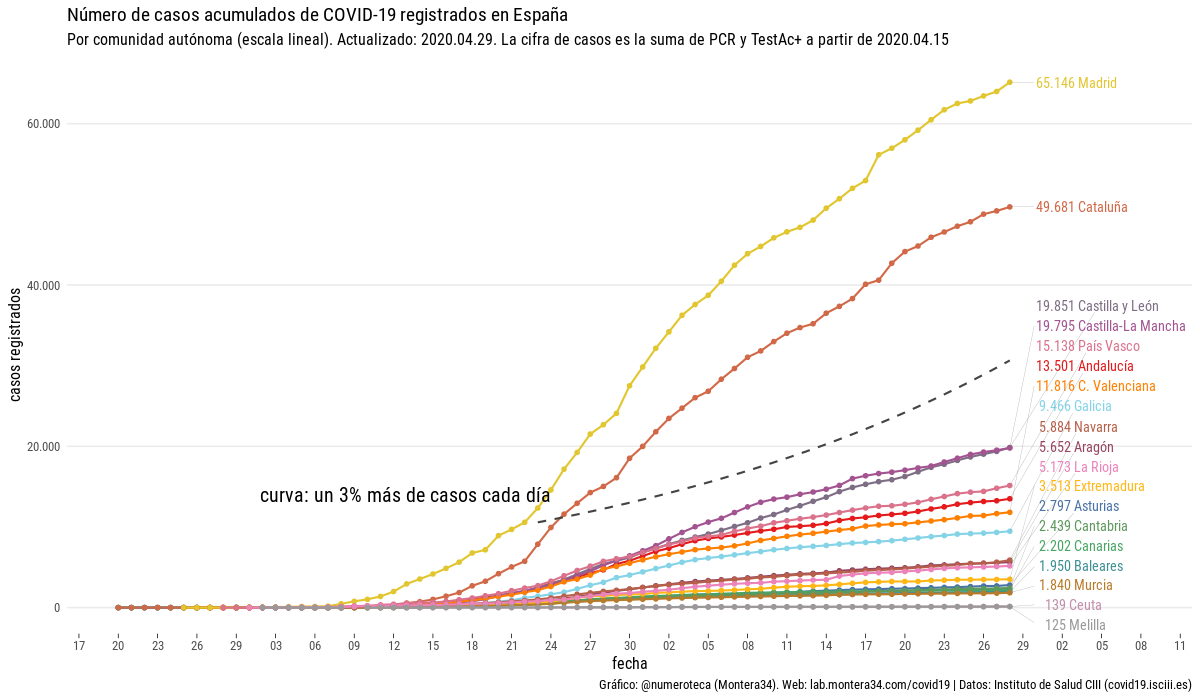 Número de casos acumulados de COVID-19 registrados en España
Por comunidad autónoma (escala lineal). Actualizado: 2020.04.29. La cifra de casos es la suma de PCR y TestAc+ a partir de 2020.04.15
casos registrados
60.000
40.000
20.000
0
65.146 Madrid
49.681 Cataluña
19.851 Castilla y León
19.795 Castilla-La Mancha
15.138 País Vasco
13.501 Andalucía
11.816 C. Valenciana
9.466 Galicia
5.884 Navarra
5.652 Aragón
5.173 La Rioja
3.513 Extremadura
2.797 Asturias
2.439 Cantabria
2.202 Canarias
1.950 Baleares
1.840 Murcia
139 Ceuta
125 Melilla
curva: un 3% más de casos cada día
17 20 23 26 29 03 06 09 12 15 18 21 24 27 30 02 05 08 11 14 17 20 23 26 29 02 05 08 11
fecha
Gráfico: @numeroteca (Montera34). Web: lab.montera34.com/covid19 | Datos: Instituto de Salud CIII (covid19.isciii.es)